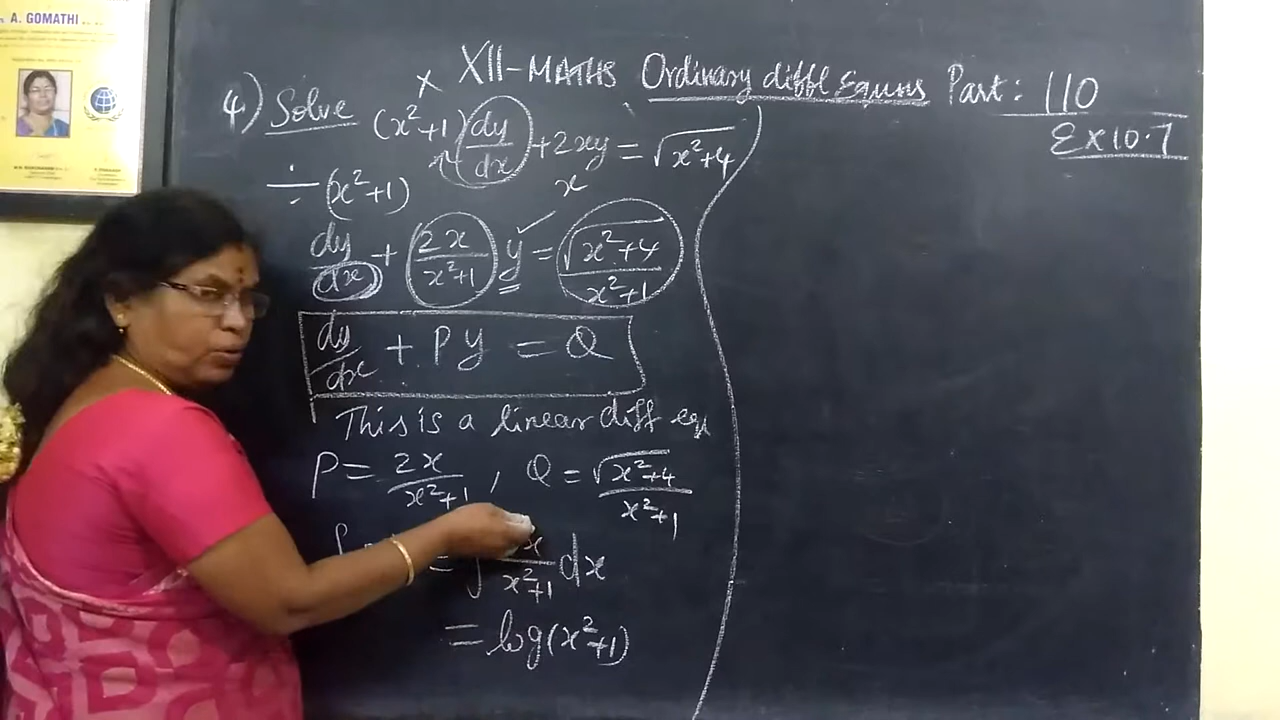 A. GOMATHI
XII-MATHS Ordinary diffl Equns Part: 110
Ex 10.7
4) Solve (x²+1) dy/dx + 2xy = √(x²+4)
x
÷ (x²+1)
dy/dx + (2x/(x²+1)) y = √(x²+4)/(x²+1)
dy/dx + Py = Q
This is a linear diff eqn
P = 2x/(x²+1), Q = √(x²+4)/(x²+1)
= ∫ 2x/(x²+1) dx
= log(x²+1)